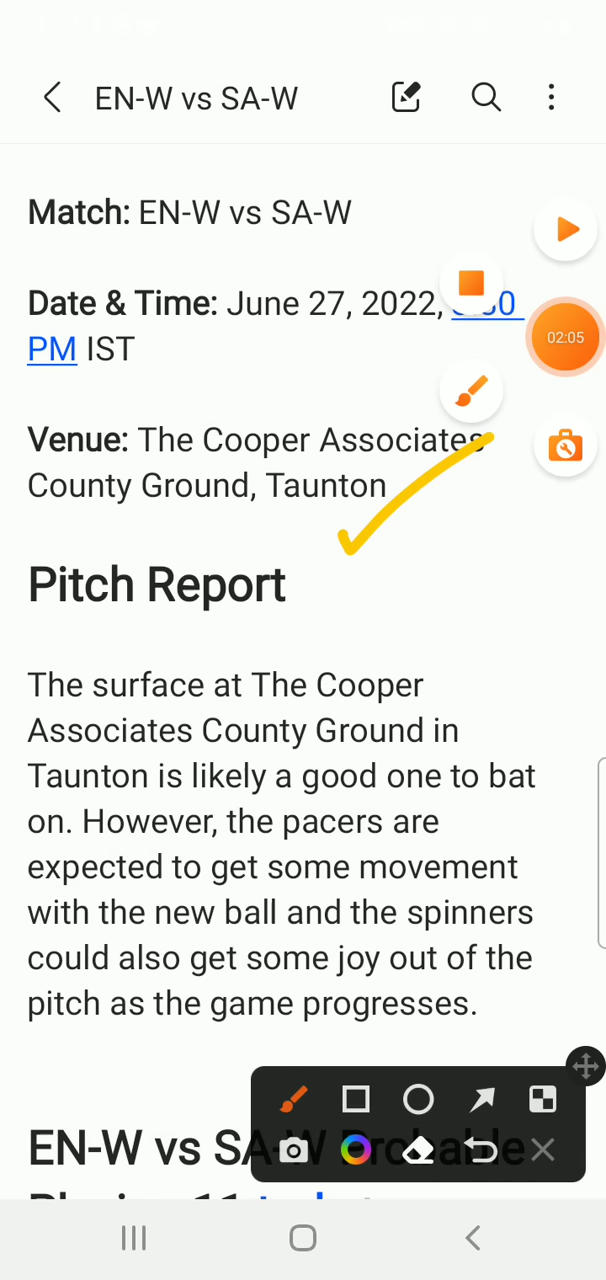 EN-W vs SA-W
Match: EN-W vs SA-W
Date & Time: June 27, 2022,
PM IST
02:05
Venue: The Cooper Associates
County Ground, Taunton
Pitch Report
The surface at The Cooper
Associates County Ground in
Taunton is likely a good one to bat
on. However, the pacers are
expected to get some movement
with the new ball and the spinners
could also get some joy out of the
pitch as the game progresses.
EN-W vs SA-W Probable